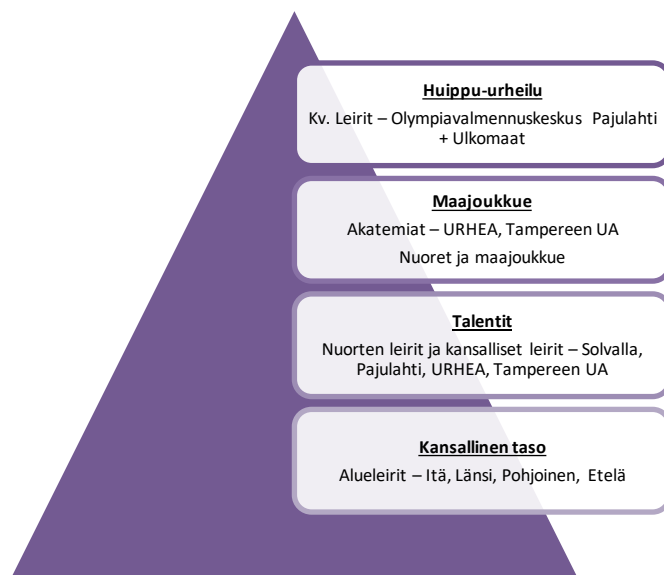 Huippu-urheilu
Kv. Leirit – Olympiavalmennuskeskus Pajulahti
+ Ulkomaat
Maajoukkue
Akatemiat – URHEA, Tampereen UA
Nuoret ja maajoukkue
Talentit
Nuorten leirit ja kansalliset leirit – Solvalla,
Pajulahti, URHEA, Tampereen UA
Kansallinen taso
Alueleirit – Itä, Länsi, Pohjoinen, Etelä